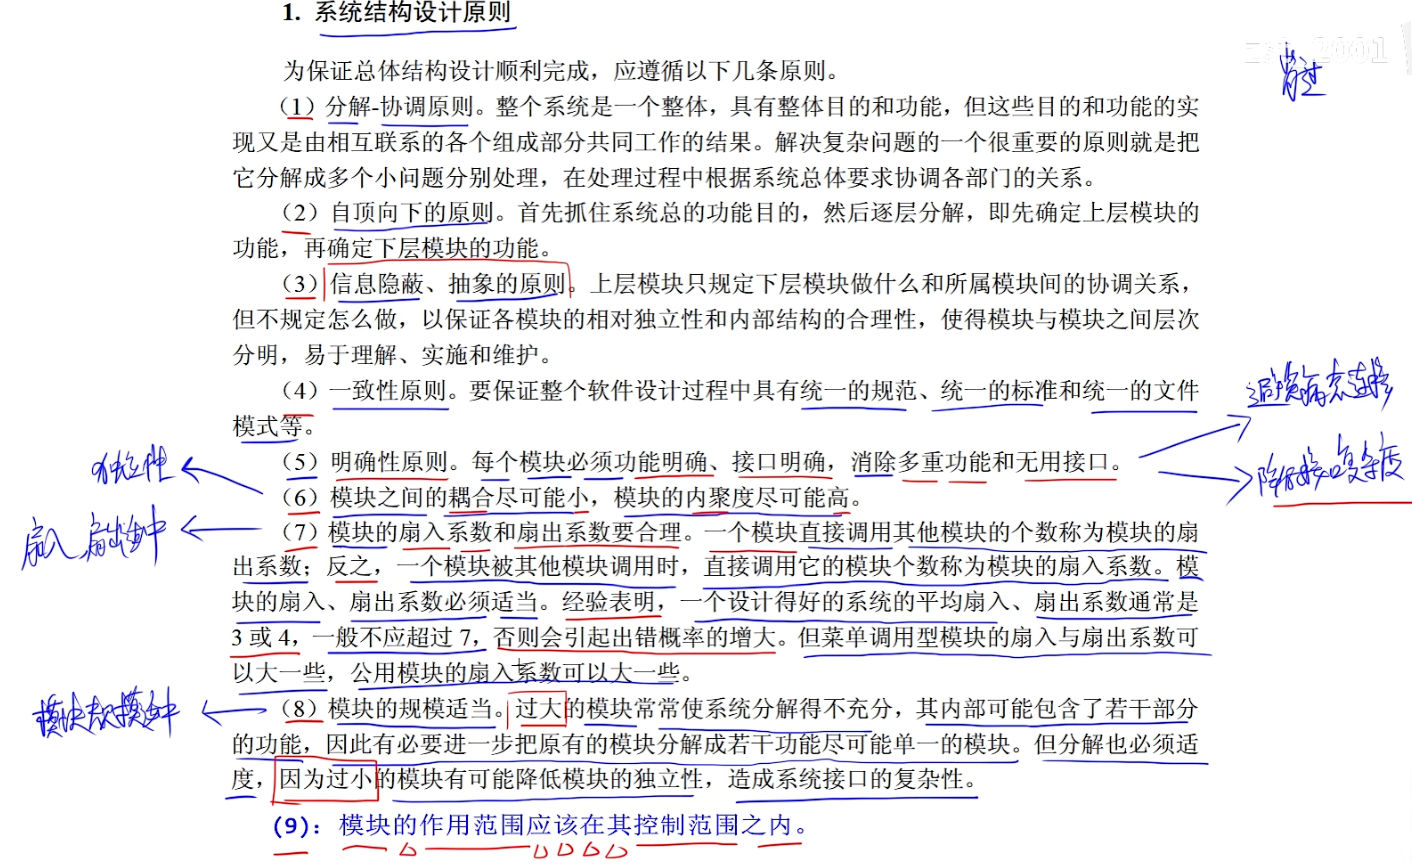 1. 系统结构设计原则
2001
为保证总体结构设计顺利完成，应遵循以下几条原则。
（1）分解-协调原则。整个系统是一个整体，具有整体目的和功能，但这些目的和功能的实
现又是由相互联系的各个组成部分共同工作的结果。解决复杂问题的一个很重要的原则就是把
它分解成多个小问题分别处理，在处理过程中根据系统总体要求协调各部门的关系。
（2）自顶向下的原则。首先抓住系统总的功能目的，然后逐层分解，即先确定上层模块的
功能，再确定下层模块的功能。
（3）信息隐蔽、抽象的原则。上层模块只规定下层模块做什么和所属模块间的协调关系，
但不规定怎么做，以保证各模块的相对独立性和内部结构的合理性，使得模块与模块之间层次
分明，易于理解、实施和维护。
（4）一致性原则。要保证整个软件设计过程中具有统一的规范、统一的标准和统一的文件
模式等。
避免病态连接
（5）明确性原则。每个模块必须功能明确、接口明确，消除多重功能和无用接口。
独立性
降低接口复杂度
（6）模块之间的耦合尽可能小，模块的内聚度尽可能高。
（7）模块的扇入系数和扇出系数要合理。一个模块直接调用其他模块的个数称为模块的扇
扇入扇出适中
出系数；反之，一个模块被其他模块调用时，直接调用它的模块个数称为模块的扇入系数。模
块的扇入、扇出系数必须适当。经验表明，一个设计得好的系统的平均扇入、扇出系数通常是
3 或 4，一般不应超过 7，否则会引起出错概率的增大。但菜单调用型模块的扇入与扇出系数可
以大一些，公用模块的扇入系数可以大一些。
模块规模适中
（8）模块的规模适当。过大的模块常常使系统分解得不充分，其内部可能包含了若干部分
的功能，因此有必要进一步把原有的模块分解成若干功能尽可能单一的模块。但分解也必须适
度，因为过小的模块有可能降低模块的独立性，造成系统接口的复杂性。
(9)：模块的作用范围应该在其控制范围之内。